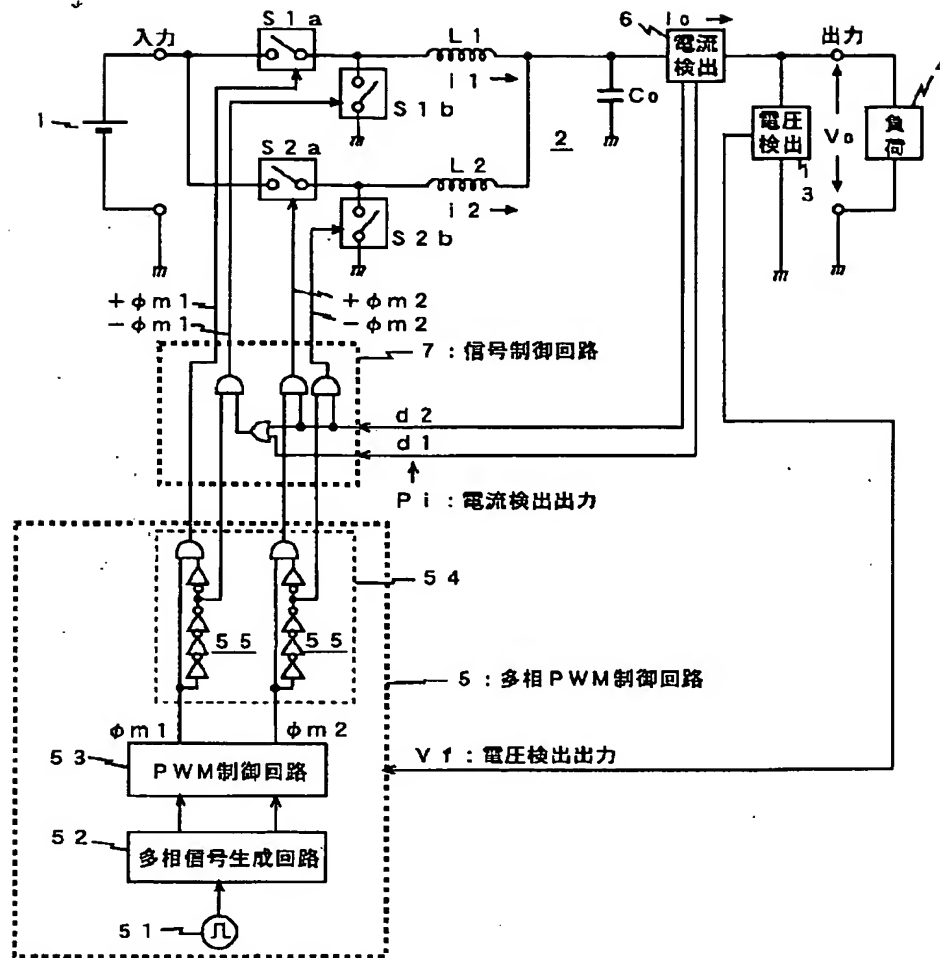 S1a
6
Io
入力
L1
電流
検出
出力
4
i1
1
S1b
Co
2
電圧
検出
Vo
負
荷
S2a
L2
1
3
i2
S2b
+φm1
-φm1
+φm2
-φm2
7:信号制御回路
d2
d1
Pi:電流検出出力
54
55
55
5:多相PWM制御回路
φm1
φm2
Vf:電圧検出出力
53
PWM制御回路
52
多相信号生成回路
51